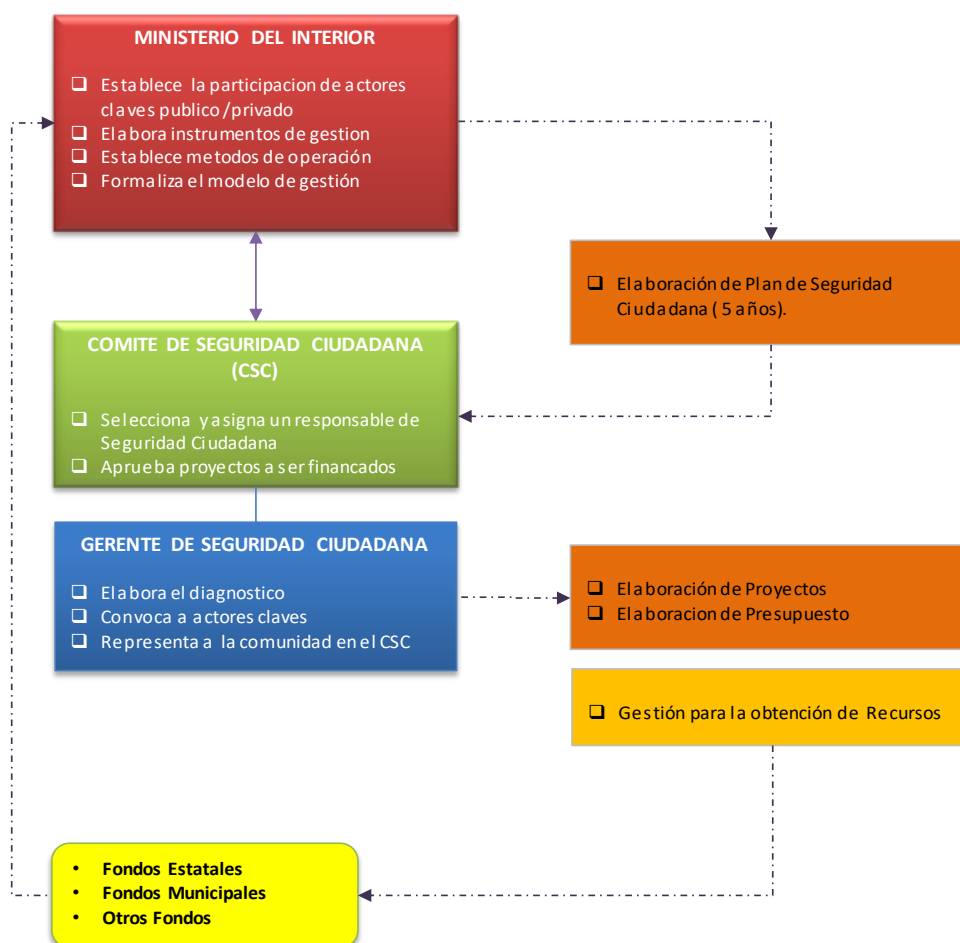 MINISTERIO DEL INTERIOR
❑ Establece la participacion de actores
claves publico/privado
❑ Elabora instrumentos de gestion
❑ Establece metodos de operación
❑ Formaliza el modelo de gestión
❑ Elaboración de Plan de Seguridad
Ciudadana ( 5 años).
COMITE DE SEGURIDAD CIUDADANA
(CSC)
❑ Selecciona y asigna un responsable de
Seguridad Ciudadana
❑ Aprueba proyectos a ser financados
GERENTE DE SEGURIDAD CIUDADANA
❑ Elabora el diagnostico
❑ Convoca a actores claves
❑ Representa a la comunidad en el CSC
❑ Elaboración de Proyectos
❑ Elaboracion de Presupuesto
❑ Gestión para la obtención de Recursos
• Fondos Estatales
• Fondos Municipales
• Otros Fondos